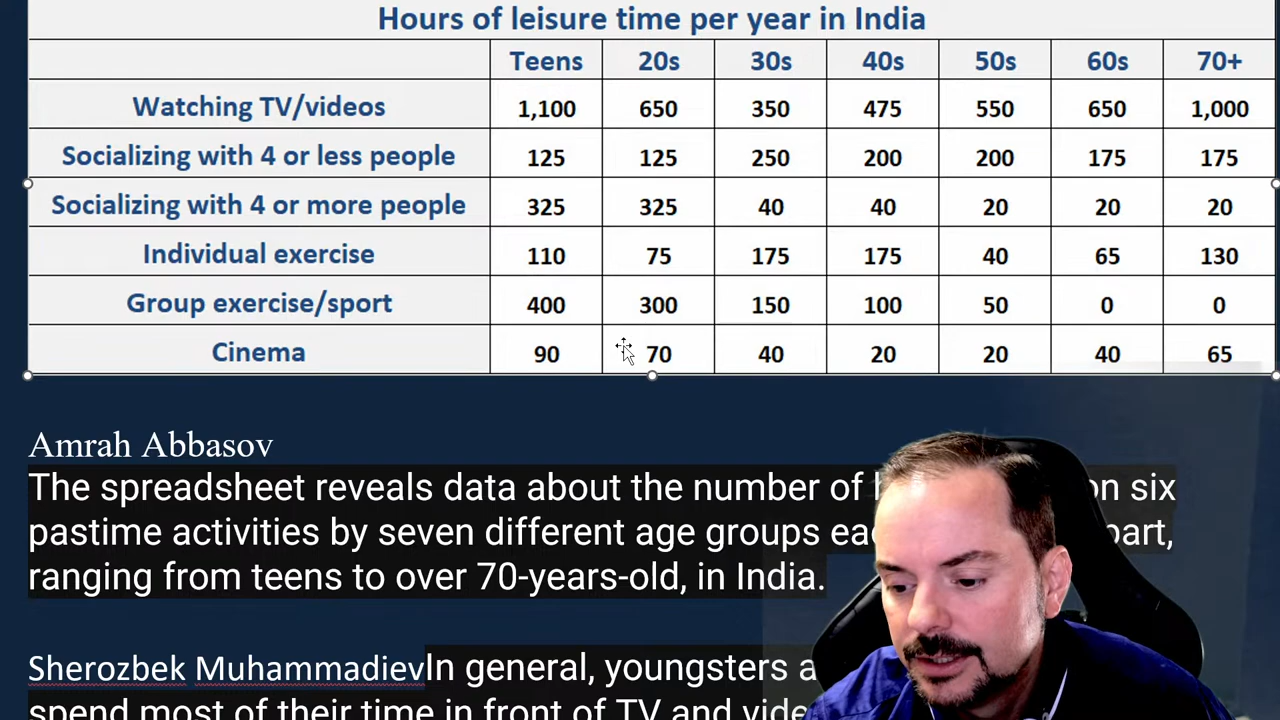 Hours of leisure time per year in India
Teens 20s 30s 40s 50s 60s 70+
Watching TV/videos 1,100 650 350 475 550 650 1,000
Socializing with 4 or less people 125 125 250 200 200 175 175
Socializing with 4 or more people 325 325 40 40 20 20 20
Individual exercise 110 75 175 175 40 65 130
Group exercise/sport 400 300 150 100 50 0 0
Cinema 90 70 40 20 20 40 65
Amrah Abbasov
The spreadsheet reveals data about the number of on six
pastime activities by seven different age groups part,
ranging from teens to over 70-years-old, in India.
Sherozbek MuhammadievIn general, youngsters
spend most of their time in front of TV and